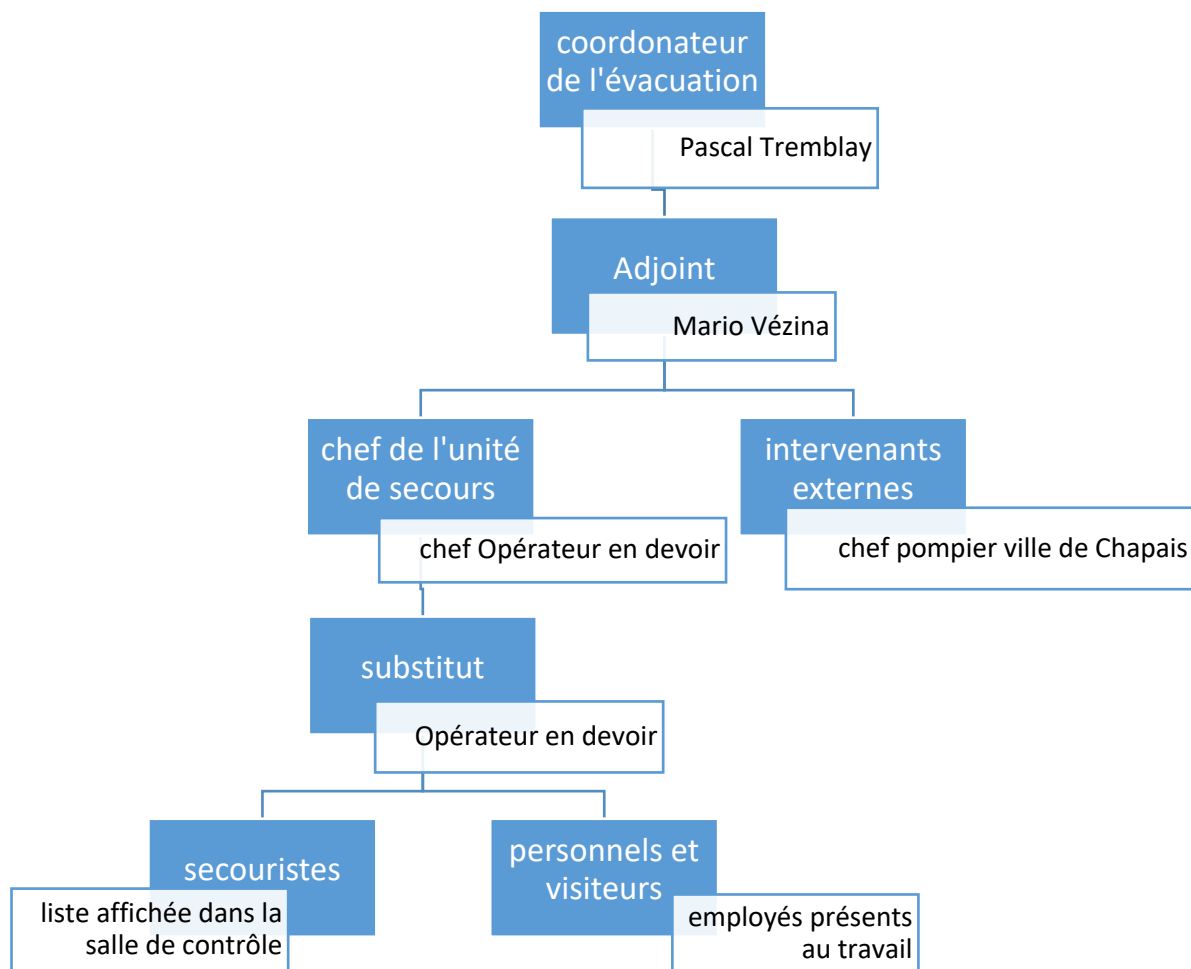 coordonateur
de l'évacuation
Pascal Tremblay
Adjoint
Mario Vézina
chef de l'unité
de secours
chef Opérateur en devoir
intervenants
externes
chef pompier ville de Chapais
substitut
Opérateur en devoir
secouristes
liste affichée dans la
salle de contrôle
personnels et
visiteurs
employés présents
au travail